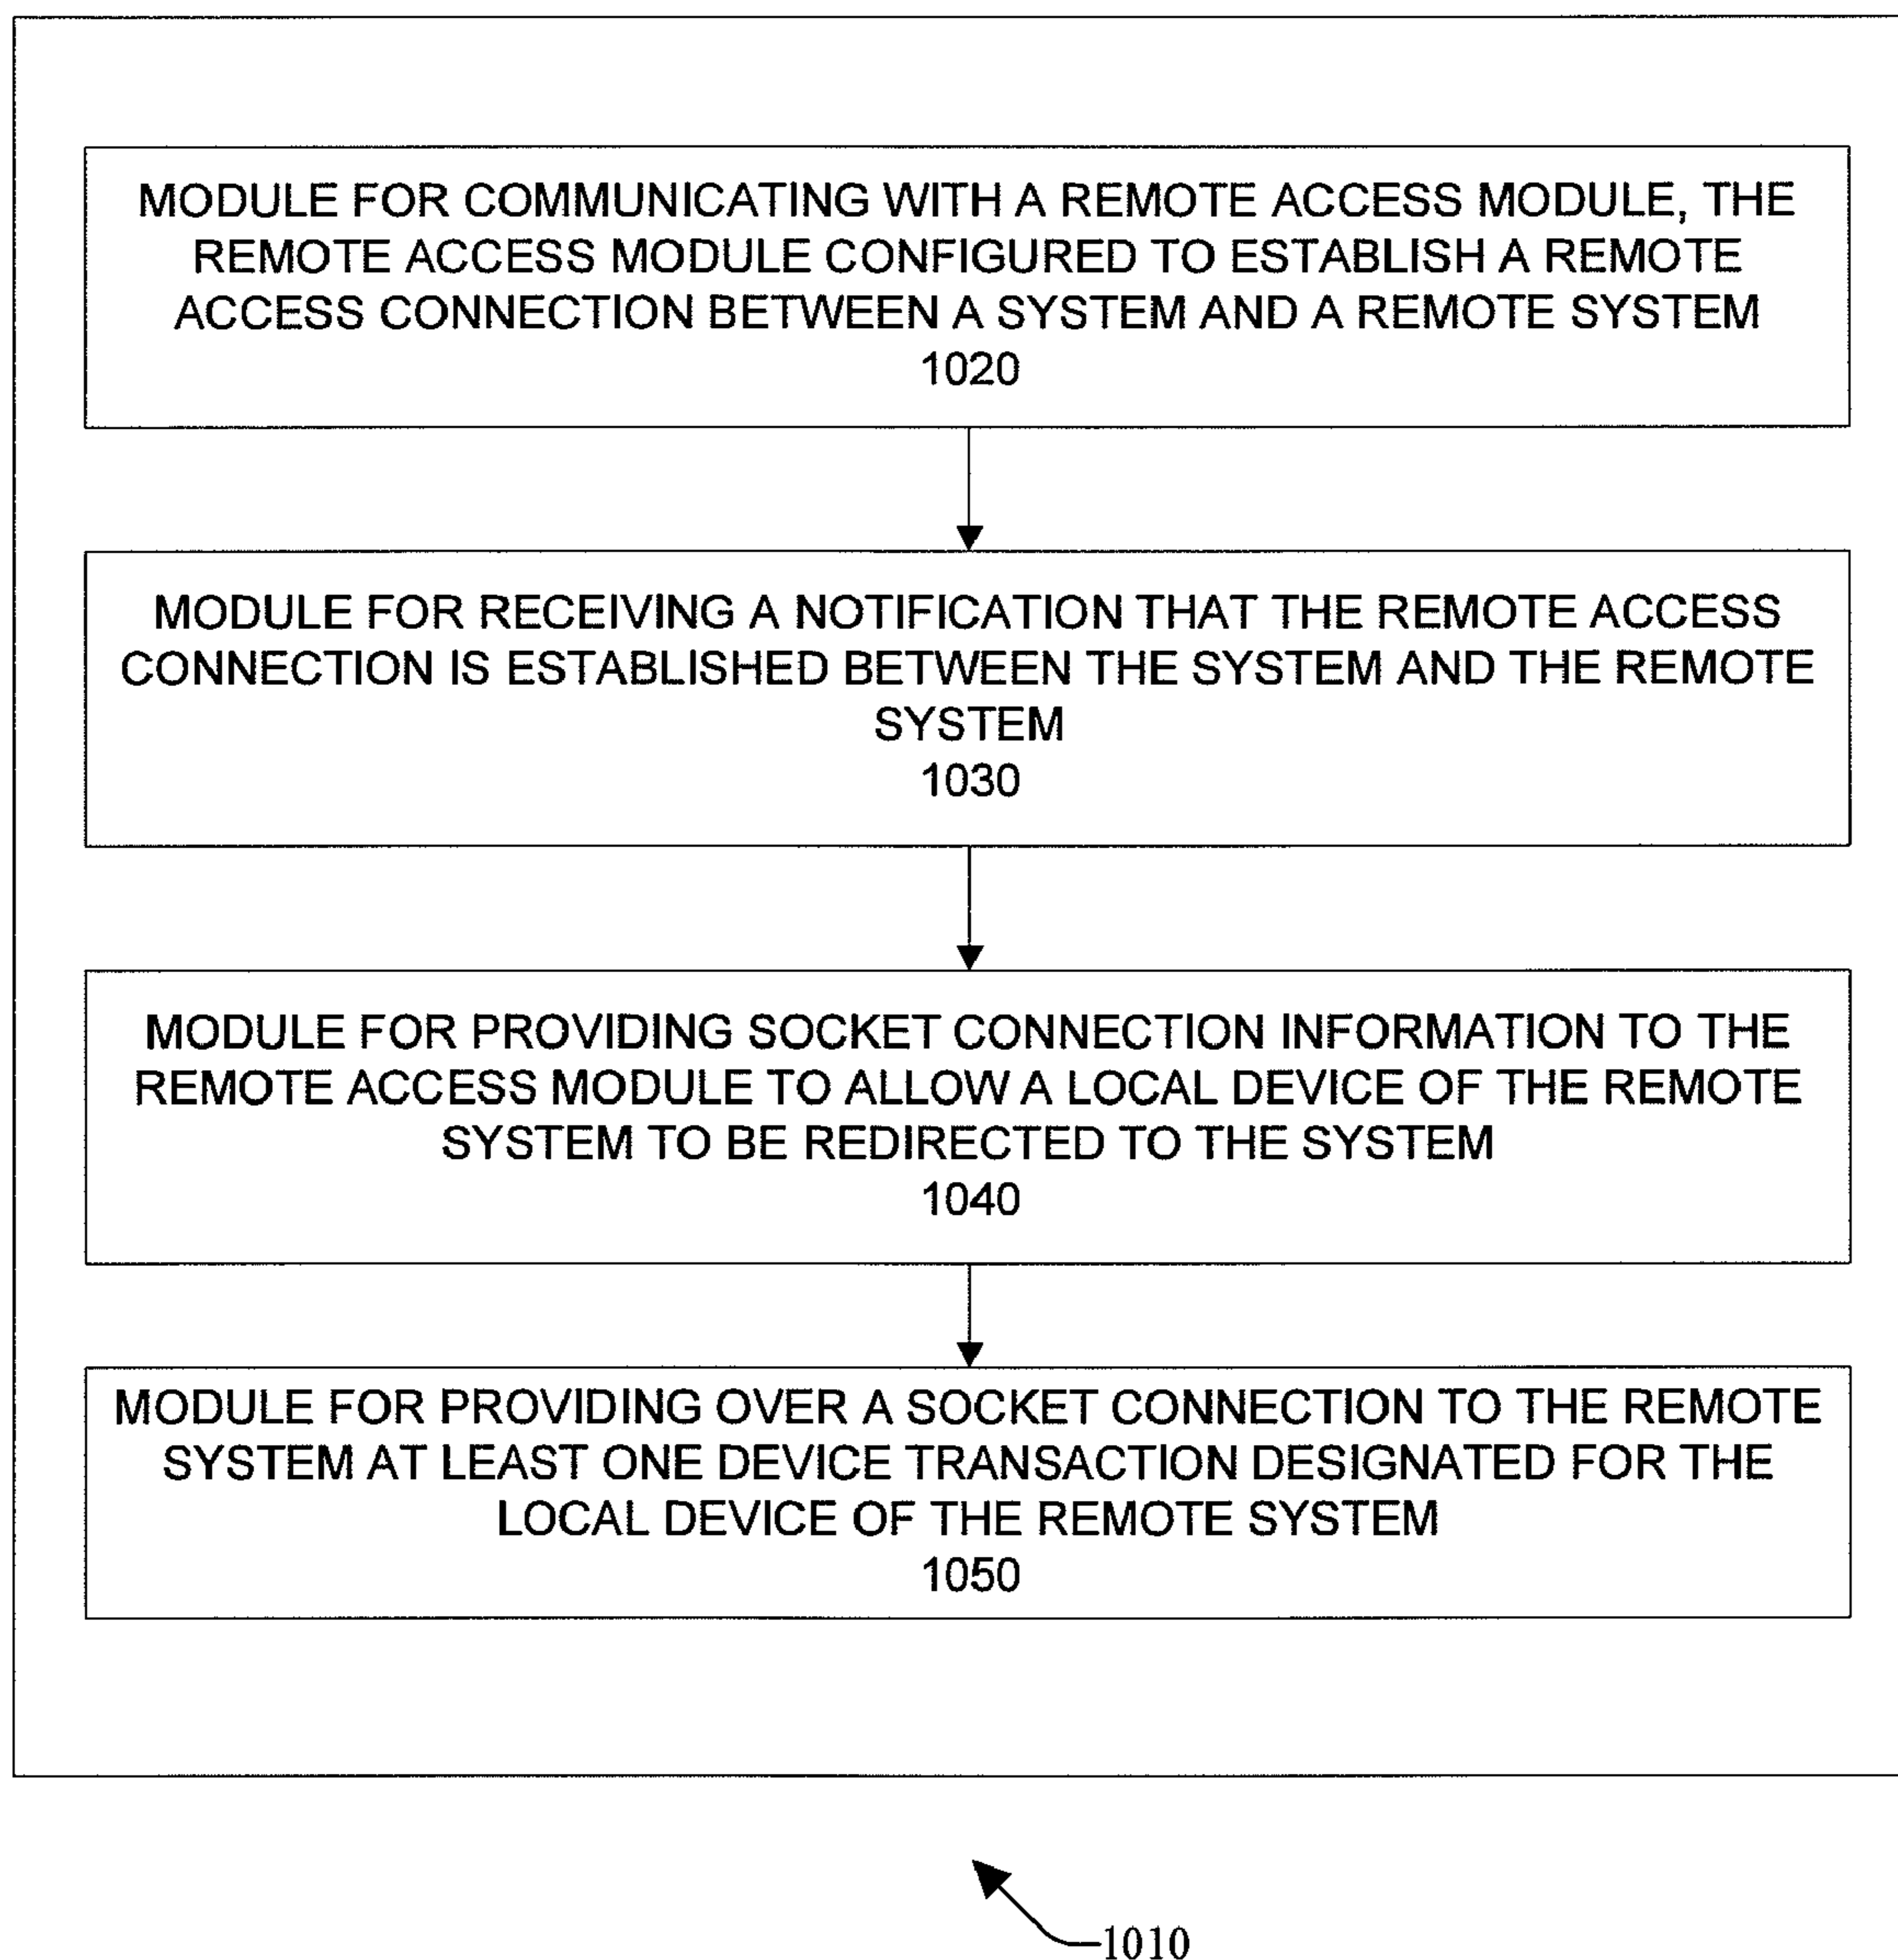 MODULE FOR COMMUNICATING WITH A REMOTE ACCESS MODULE, THE
REMOTE ACCESS MODULE CONFIGURED TO ESTABLISH A REMOTE
ACCESS CONNECTION BETWEEN A SYSTEM AND A REMOTE SYSTEM
1020
MODULE FOR RECEIVING A NOTIFICATION THAT THE REMOTE ACCESS
CONNECTION IS ESTABLISHED BETWEEN THE SYSTEM AND THE REMOTE
SYSTEM
1030
MODULE FOR PROVIDING SOCKET CONNECTION INFORMATION TO THE
REMOTE ACCESS MODULE TO ALLOW A LOCAL DEVICE OF THE REMOTE
SYSTEM TO BE REDIRECTED TO THE SYSTEM
1040
MODULE FOR PROVIDING OVER A SOCKET CONNECTION TO THE REMOTE
SYSTEM AT LEAST ONE DEVICE TRANSACTION DESIGNATED FOR THE
LOCAL DEVICE OF THE REMOTE SYSTEM
1050
1010